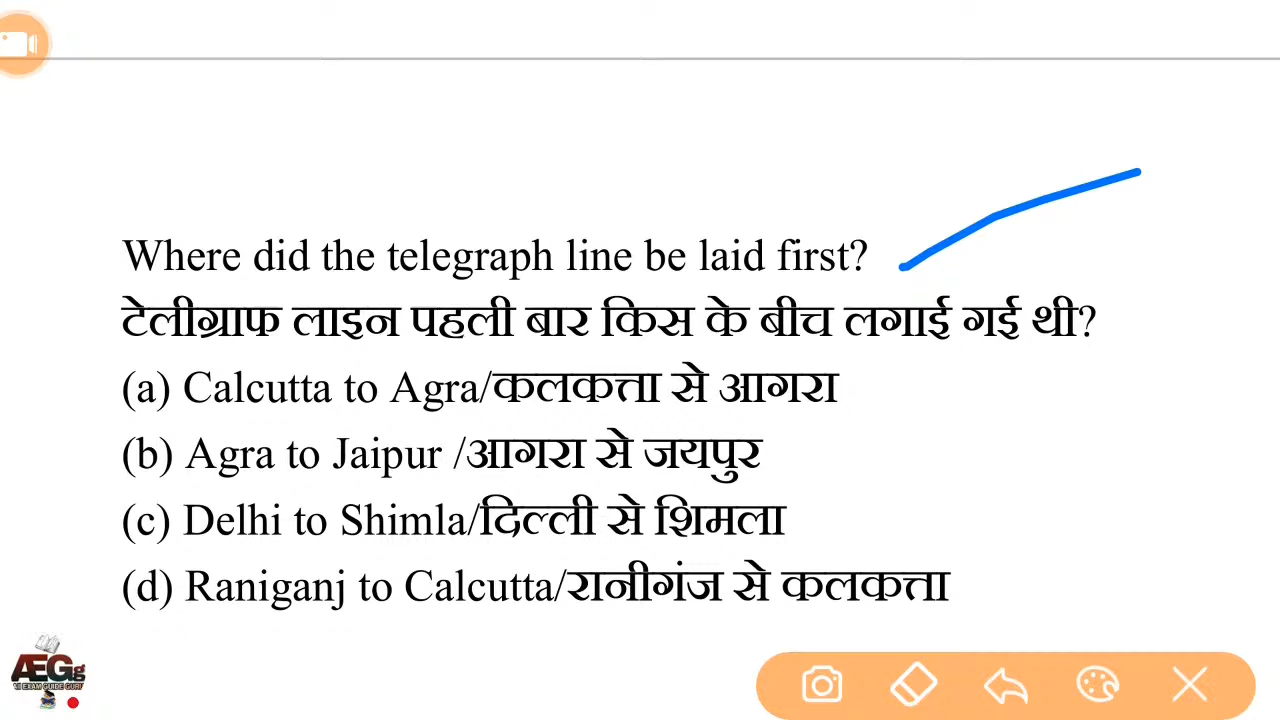 Where did the telegraph line be laid first?
टेलीग्राफ लाइन पहली बार किस के बीच लगाई गई थी?
(a) Calcutta to Agra/कलकत्ता से आगरा
(b) Agra to Jaipur /आगरा से जयपुर
(c) Delhi to Shimla/दिल्ली से शिमला
(d) Raniganj to Calcutta/रानीगंज से कलकत्ता
ÆGg